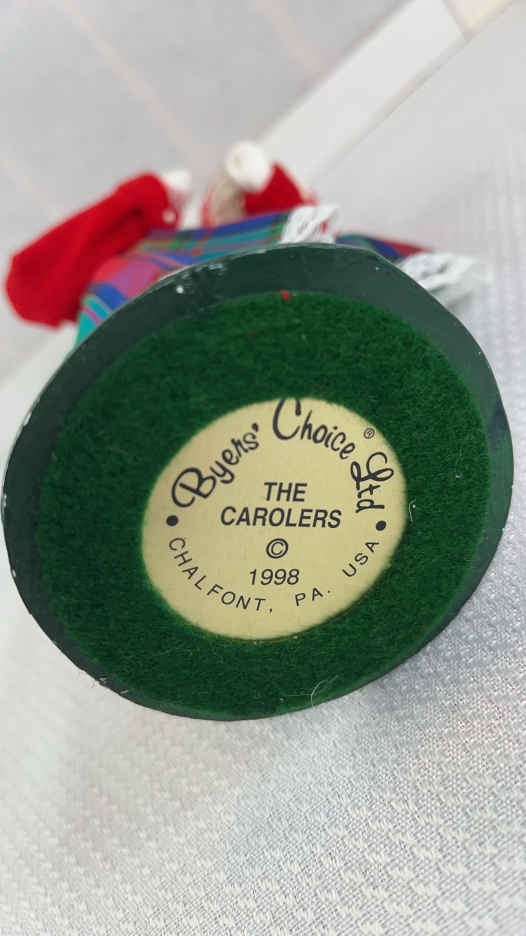 Byers' Choice Ltd®
THE
CAROLERS
©
1998
• CHALFONT, PA. USA •